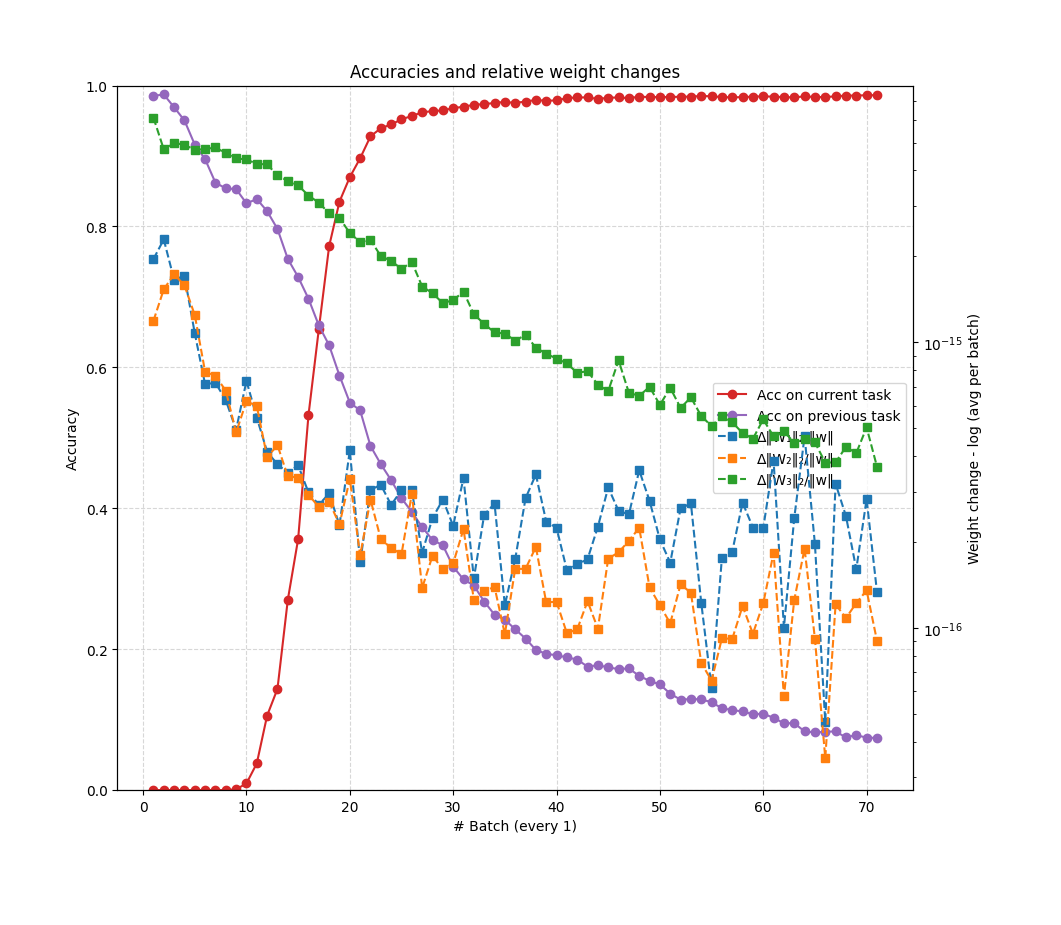 Accuracies and relative weight changes
1.0
0.8
0.6
0.4
0.2
0.0
Accuracy
0 10 20 30 40 50 60 70
# Batch (every 1)
10⁻¹⁵
10⁻¹⁶
Weight change - log (avg per batch)
Acc on current task
Acc on previous task
Δ‖W₁‖₂/‖w‖
Δ‖W₂‖₂/‖w‖
Δ‖W₃‖₂/‖w‖